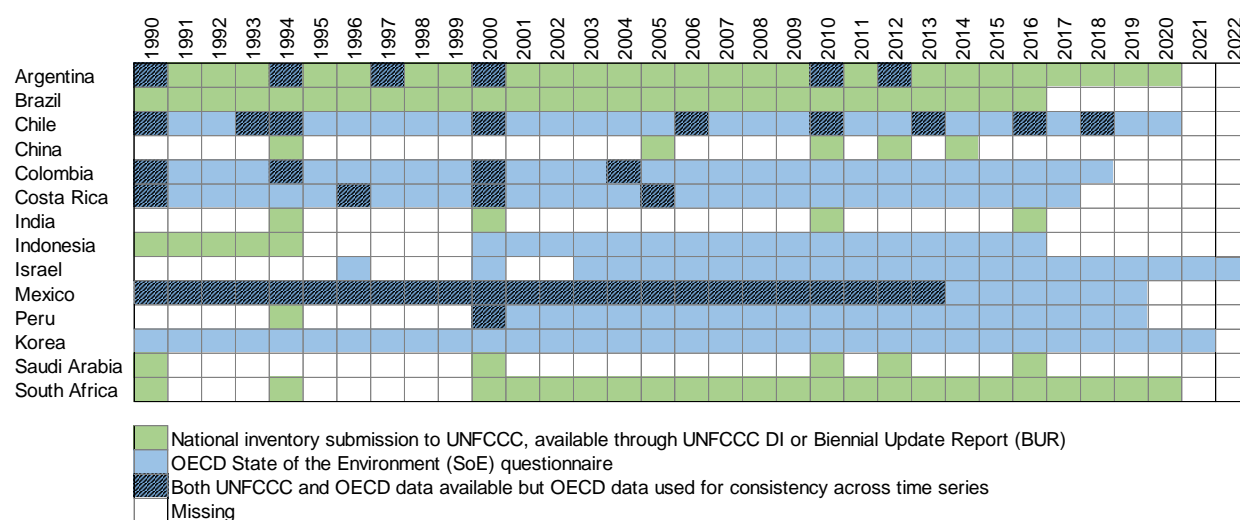 1990 1991 1992 1993 1994 1995 1996 1997 1998 1999 2000 2001 2002 2003 2004 2005 2006 2007 2008 2009 2010 2011 2012 2013 2014 2015 2016 2017 2018 2019 2020 2021 2022
Argentina
Brazil
Chile
China
Colombia
Costa Rica
India
Indonesia
Israel
Mexico
Peru
Korea
Saudi Arabia
South Africa
National inventory submission to UNFCCC, available through UNFCCC DI or Biennial Update Report (BUR)
OECD State of the Environment (SoE) questionnaire
Both UNFCCC and OECD data available but OECD data used for consistency across time series
Missing